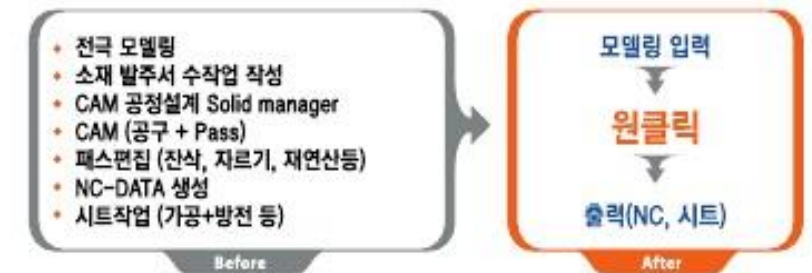 • 전극 모델링
• 소재 발주서 수작업 작성
• CAM 공정설계 Solid manager
• CAM (공구 + Pass)
• 패스편집 (잔삭, 자르기, 재연산등)
• NC-DATA 생성
• 시트작업 (가공+방전 등)
Before
모델링 입력
원클릭
출력(NC, 시트)
After